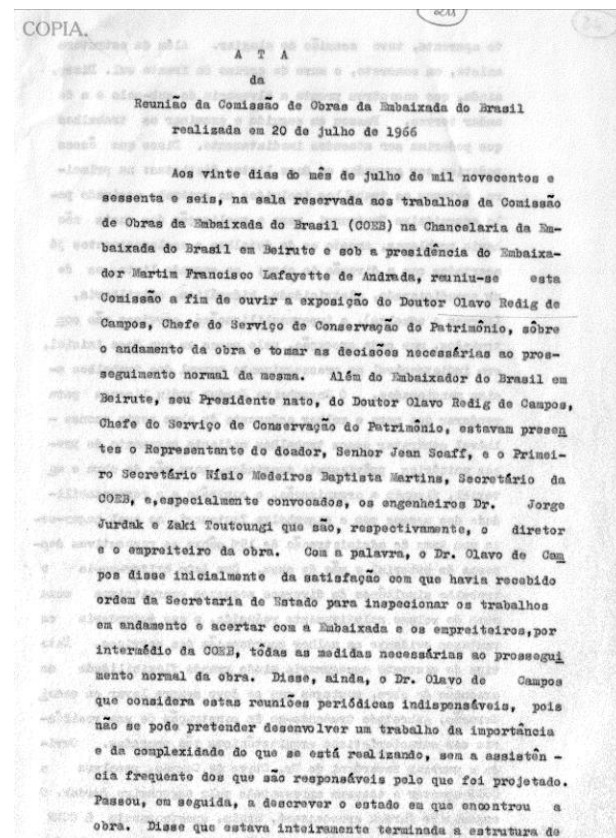 COPIA.
A T A
da
Reunião da Comissão de Obras da Embaixada do Brasil
realizada em 20 de julho de 1966
Aos vinte dias do mês de julho de mil novecentos e
sessenta e seis, na sala reservada aos trabalhos da Comissão
de Obras da Embaixada do Brasil (COEB) na Chancelaria da Em-
baixada do Brasil em Beirute e sob a presidência do Embaixa-
dor Martim Francisco Lafayette de Andrada, reuniu-se esta
Comissão a fim de ouvir a exposição do Doutor Olavo Redig de
Campos, Chefe do Serviço de Conservação do Patrimônio, sôbre
o andamento da obra e tomar as decisões necessárias ao pros-
seguimento normal da mesma. Além do Embaixador do Brasil em
Beirute, seu Presidente nato, do Doutor Olavo Redig de Campos,
Chefe do Serviço de Conservação do Patrimônio, estavam presen
tes o Representante do doador, Senhor Jean Scaff, e o Primei-
ro Secretário Nísio Medeiros Baptista Martins, Secretário da
COEB, e,especialmente convocados, os engenheiros Dr. Jorge
Jurdak e Zaki Toutoungi que são, respectivamente, o diretor
e o empreiteiro da obra. Com a palavra, o Dr. Olavo de Cam
pos disse inicialmente da satisfação com que havia recebido
ordem da Secretaria de Estado para inspecionar os trabalhos
em andamento e acertar com a Embaixada e os empreiteiros,por
intermédio da COEB, tôdas as medidas necessárias ao prossegui
mento normal da obra. Disse, ainda, o Dr. Olavo de Campos
que considera estas reuniões periódicas indispensáveis, pois
não se pode pretender desenvolver um trabalho da importância
e da complexidade do que se está realizando, sem a assistên -
cia frequente dos que são responsáveis pelo que foi projetado.
Passou, em seguida, a descrever o estado em que encontrou a
obra. Disse que estava inteiramente terminada a estrutura de